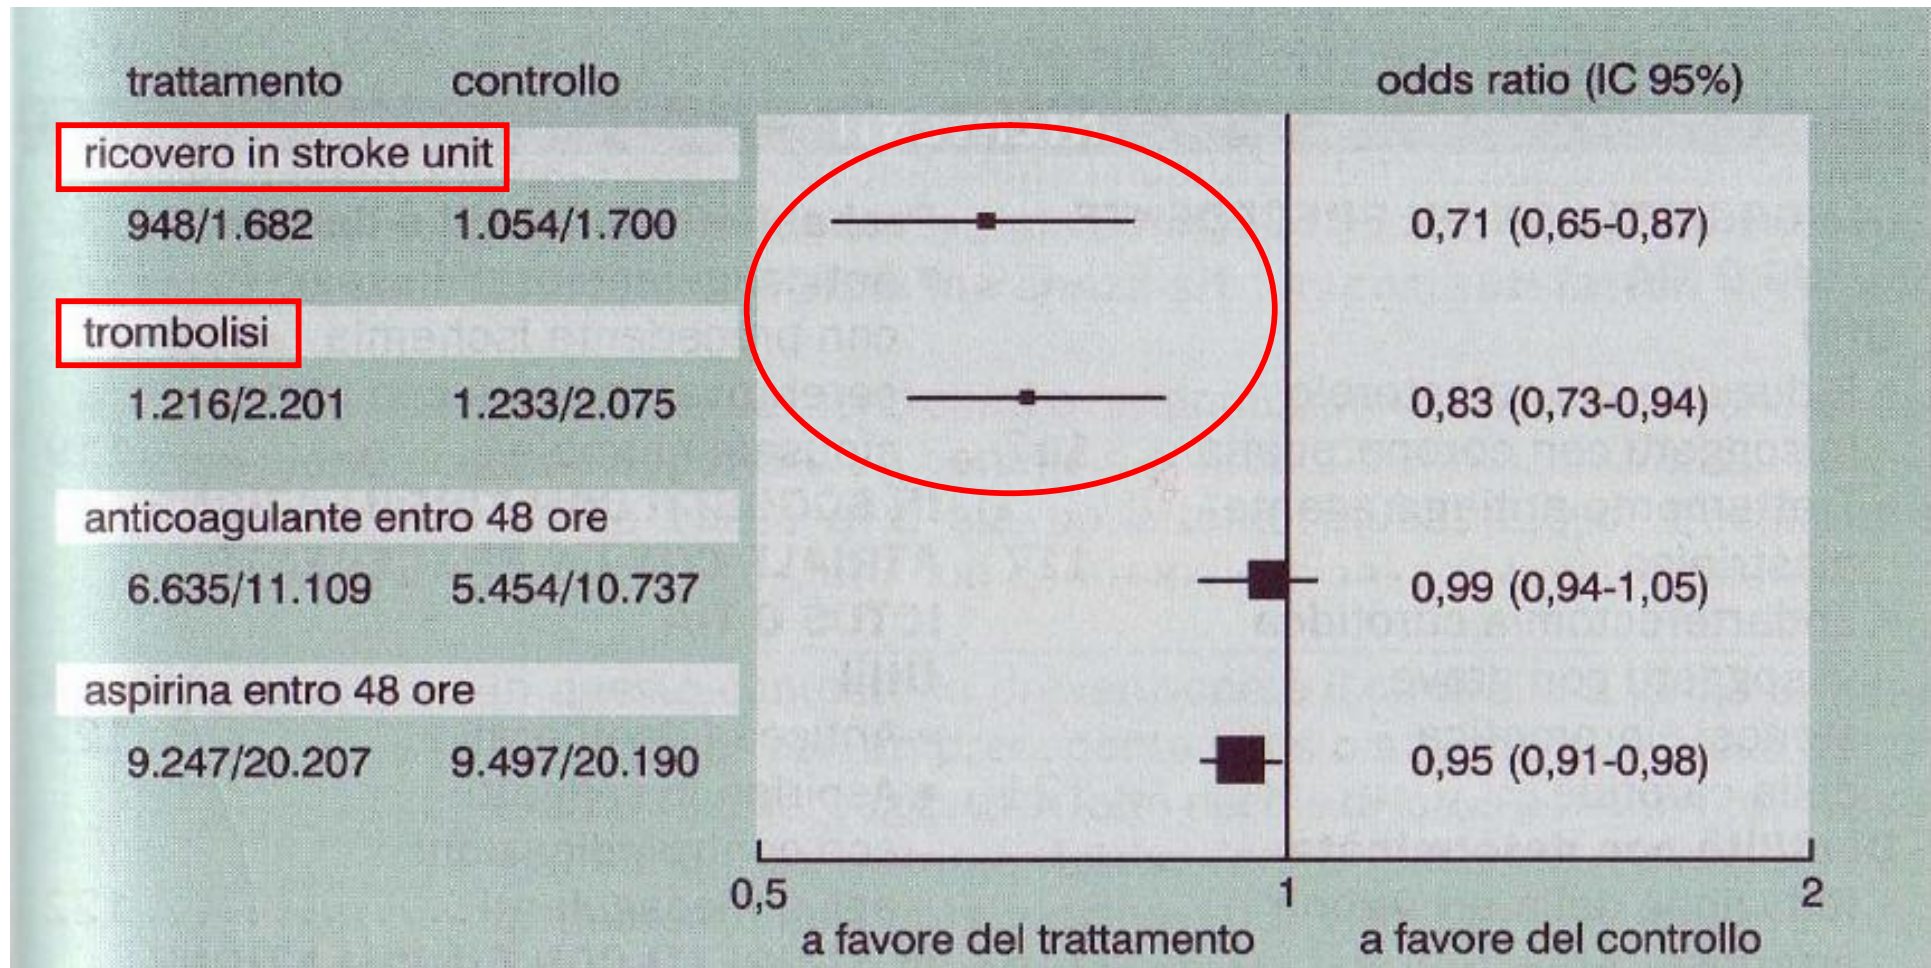 trattamento controllo odds ratio (IC 95%)
ricovero in stroke unit
948/1.682 1.054/1.700 0,71 (0,65-0,87)
trombolisi
1.216/2.201 1.233/2.075 0,83 (0,73-0,94)
anticoagulante entro 48 ore
6.635/11.109 5.454/10.737 0,99 (0,94-1,05)
aspirina entro 48 ore
9.247/20.207 9.497/20.190 0,95 (0,91-0,98)
0,5 1 2
a favore del trattamento a favore del controllo